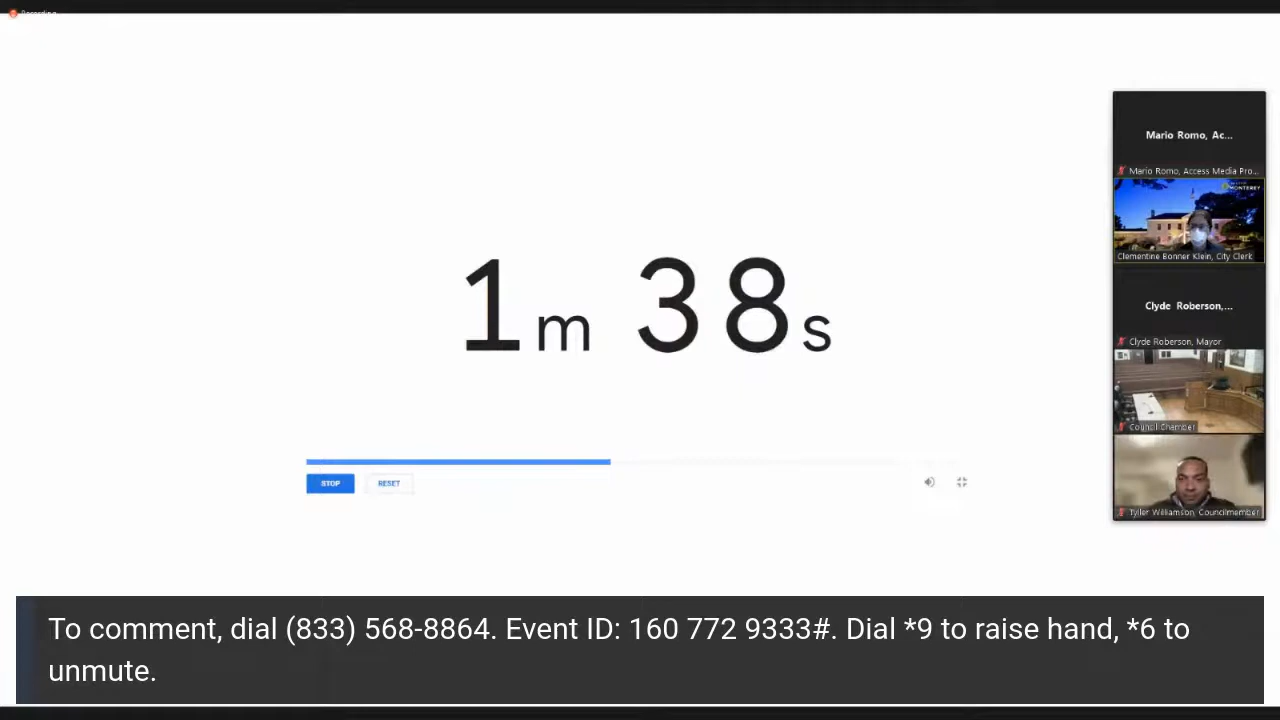 Recording
1m 38s
STOP
RESET
Mario Romo, Ac...
Mario Romo, Access Media Pro...
MONTEREY
Clementine Bonner Klein, City Clerk
Clyde Roberson,...
Clyde Roberson, Mayor
Council Chamber
Tyller Williamson, Councilmember
To comment, dial (833) 568-8864. Event ID: 160 772 9333#. Dial *9 to raise hand, *6 to
unmute.